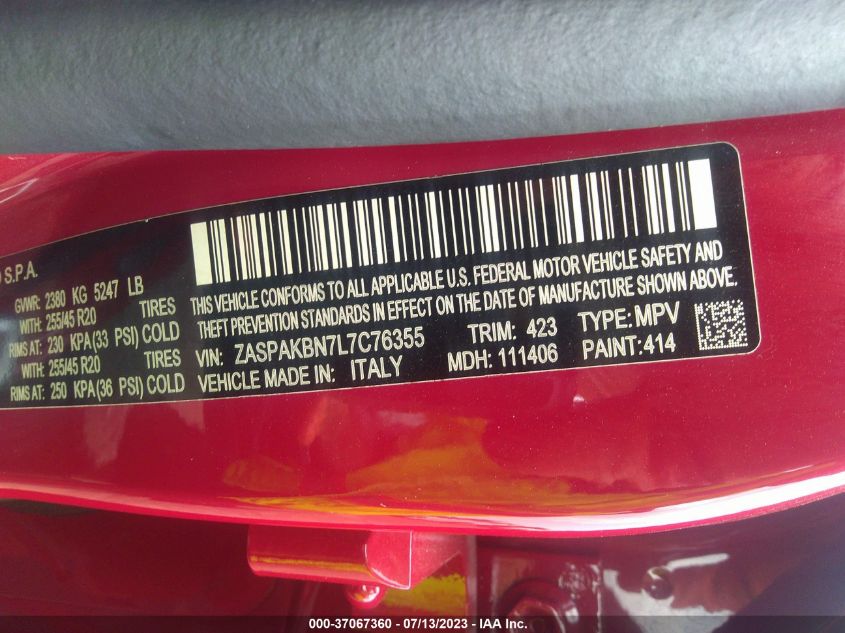 S.P.A.
GVWR: 2380 KG 5247 LB
WITH: 255/45 R20 TIRES
RIMS AT: 230 KPA(33 PSI) COLD
WITH: 255/45 R20 TIRES
RIMS AT: 250 KPA(36 PSI) COLD
THIS VEHICLE CONFORMS TO ALL APPLICABLE U.S. FEDERAL MOTOR VEHICLE SAFETY AND
THEFT PREVENTION STANDARDS IN EFFECT ON THE DATE OF MANUFACTURE SHOWN ABOVE.
VIN: ZASPAKBN7L7C76355 TRIM: 423 TYPE: MPV
VEHICLE MADE IN: ITALY MDH: 111406 PAINT: 414
000-37067360 - 07/13/2023 - IAA Inc.